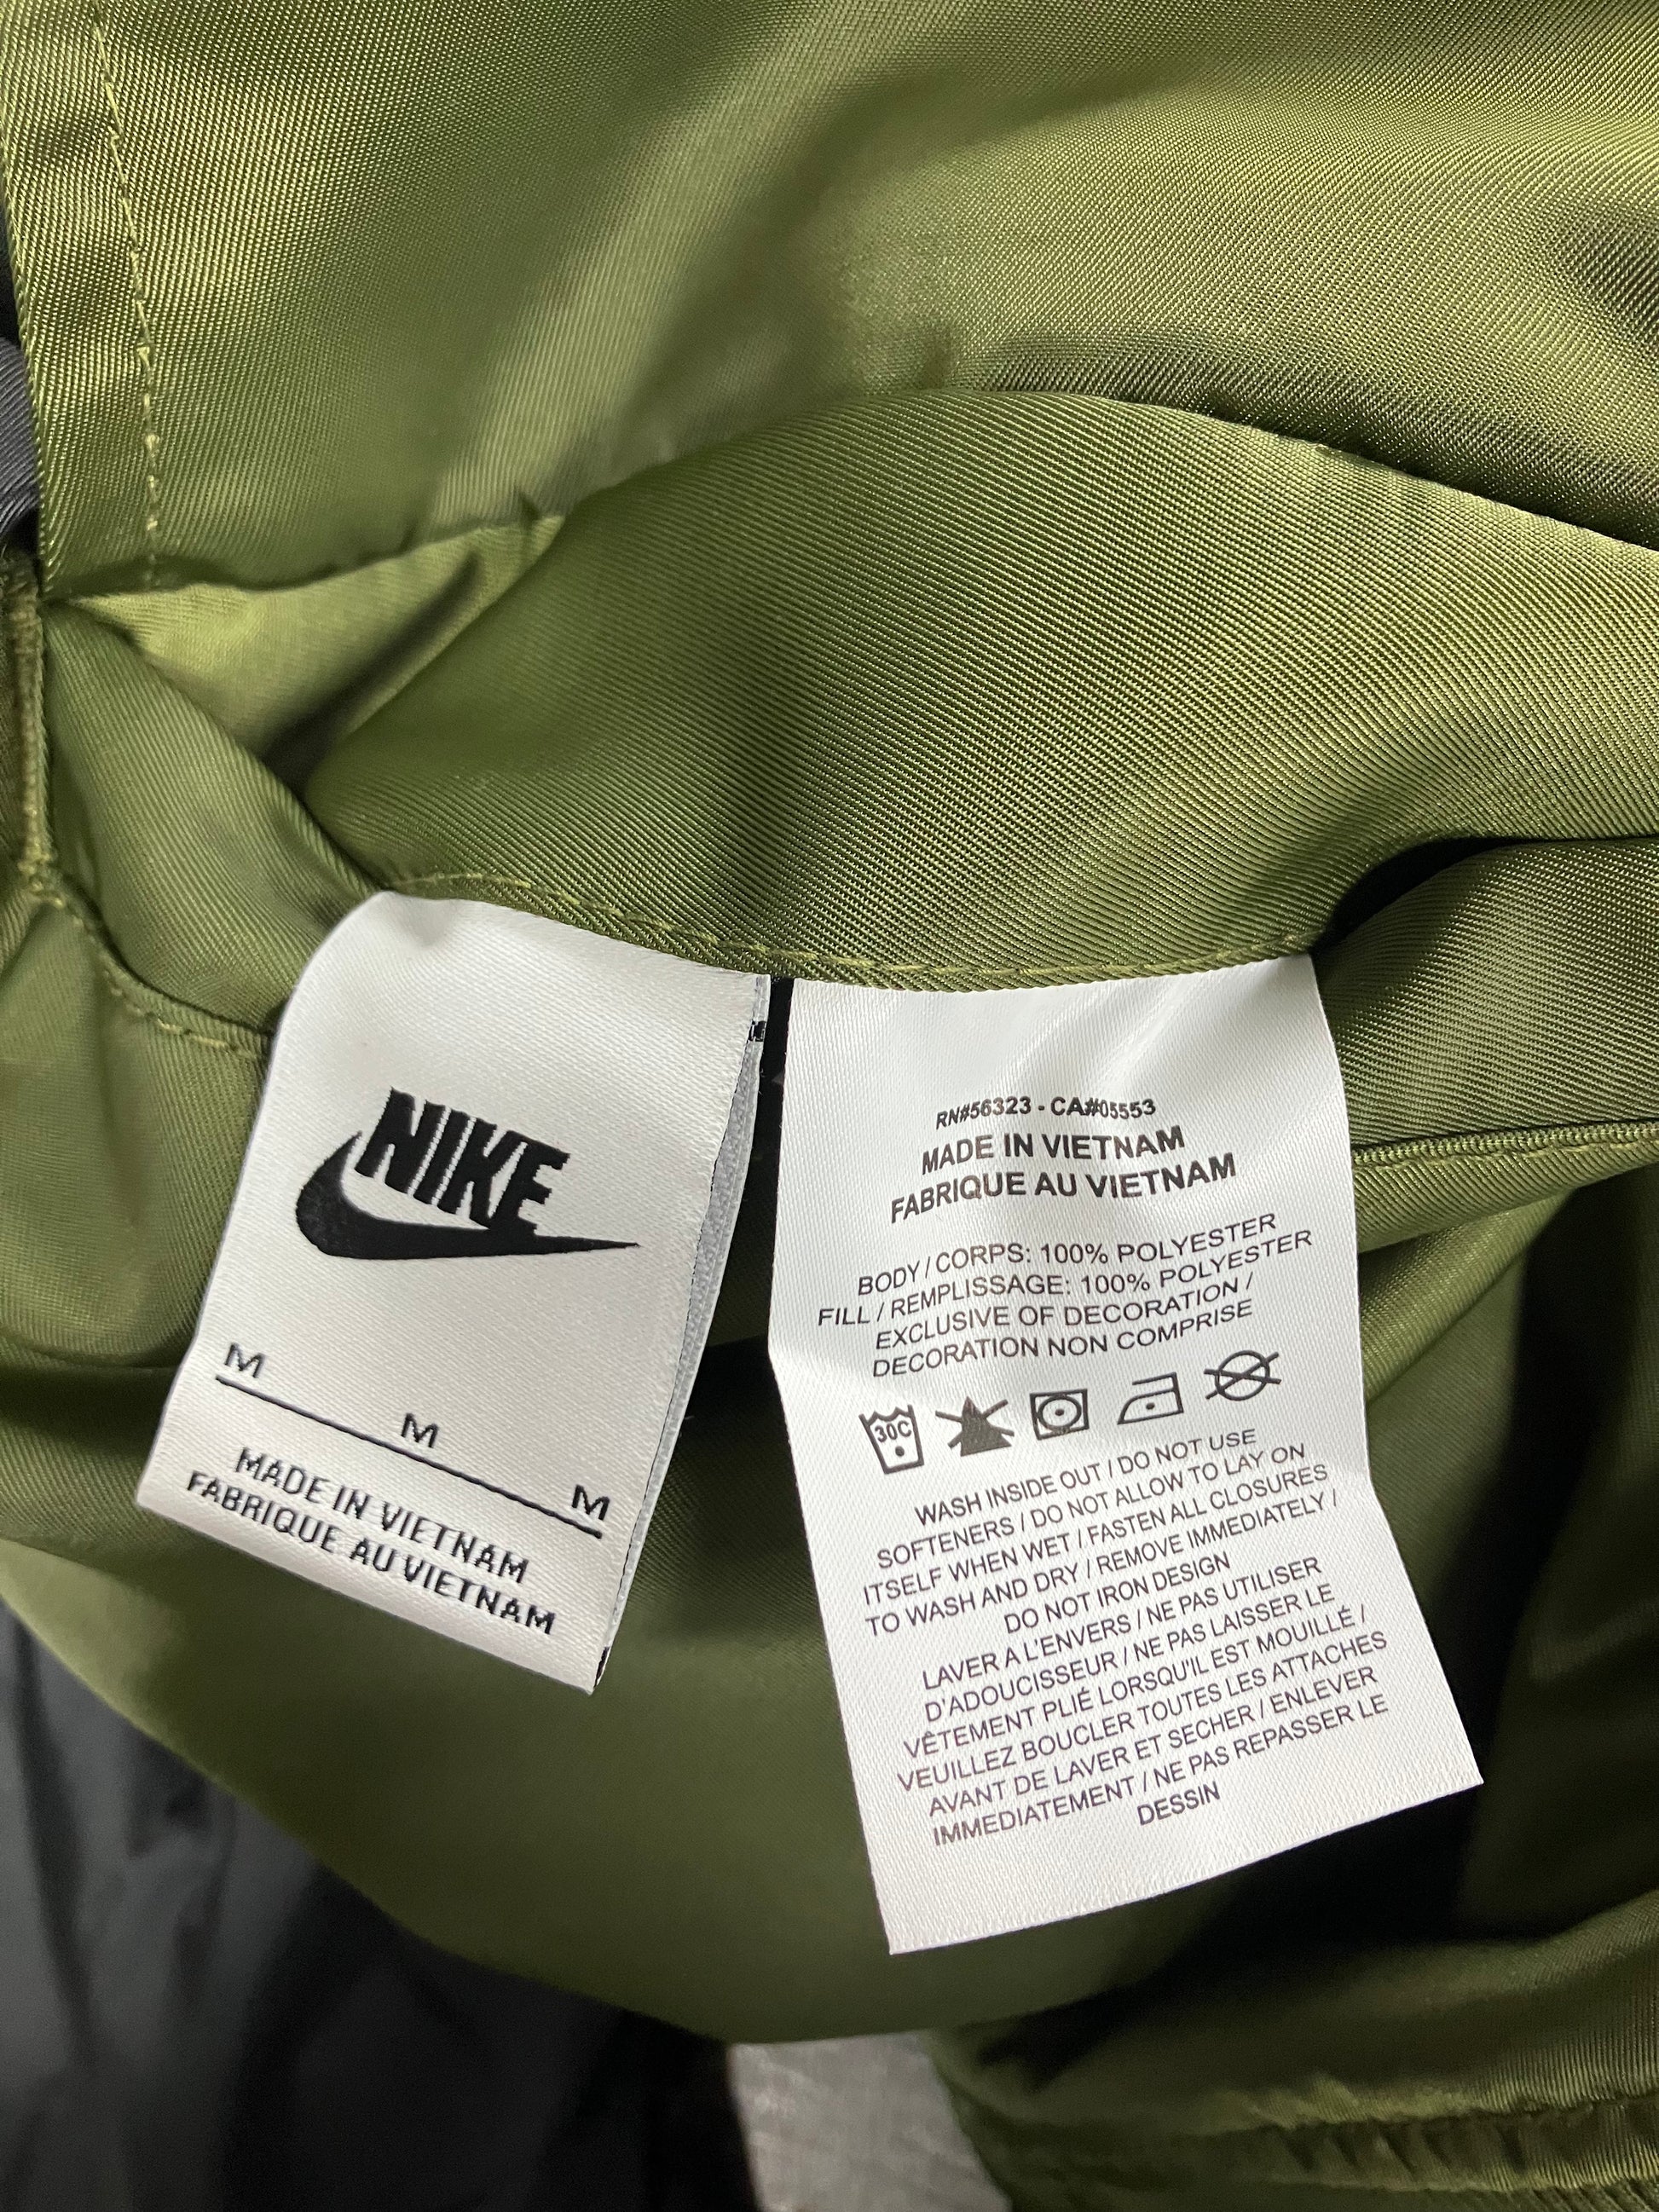 NIKE
M
M
M
MADE IN VIETNAM
FABRIQUE AU VIETNAM
RN#56323 - CA#05553
MADE IN VIETNAM
FABRIQUE AU VIETNAM
BODY / CORPS: 100% POLYESTER
FILL / REMPLISSAGE: 100% POLYESTER
EXCLUSIVE OF DECORATION /
DECORATION NON COMPRISE
30C
WASH INSIDE OUT / DO NOT USE
SOFTENERS / DO NOT ALLOW TO LAY ON
ITSELF WHEN WET / FASTEN ALL CLOSURES
TO WASH AND DRY / REMOVE IMMEDIATELY /
DO NOT IRON DESIGN
LAVER A L'ENVERS / NE PAS UTILISER
D'ADOUCISSEUR / NE PAS LAISSER LE
VÊTEMENT PLIÉ LORSQU'IL EST MOUILLÉ /
VEUILLEZ BOUCLER TOUTES LES ATTACHES
AVANT DE LAVER ET SECHER / ENLEVER
IMMEDIATEMENT / NE PAS REPASSER LE
DESSIN